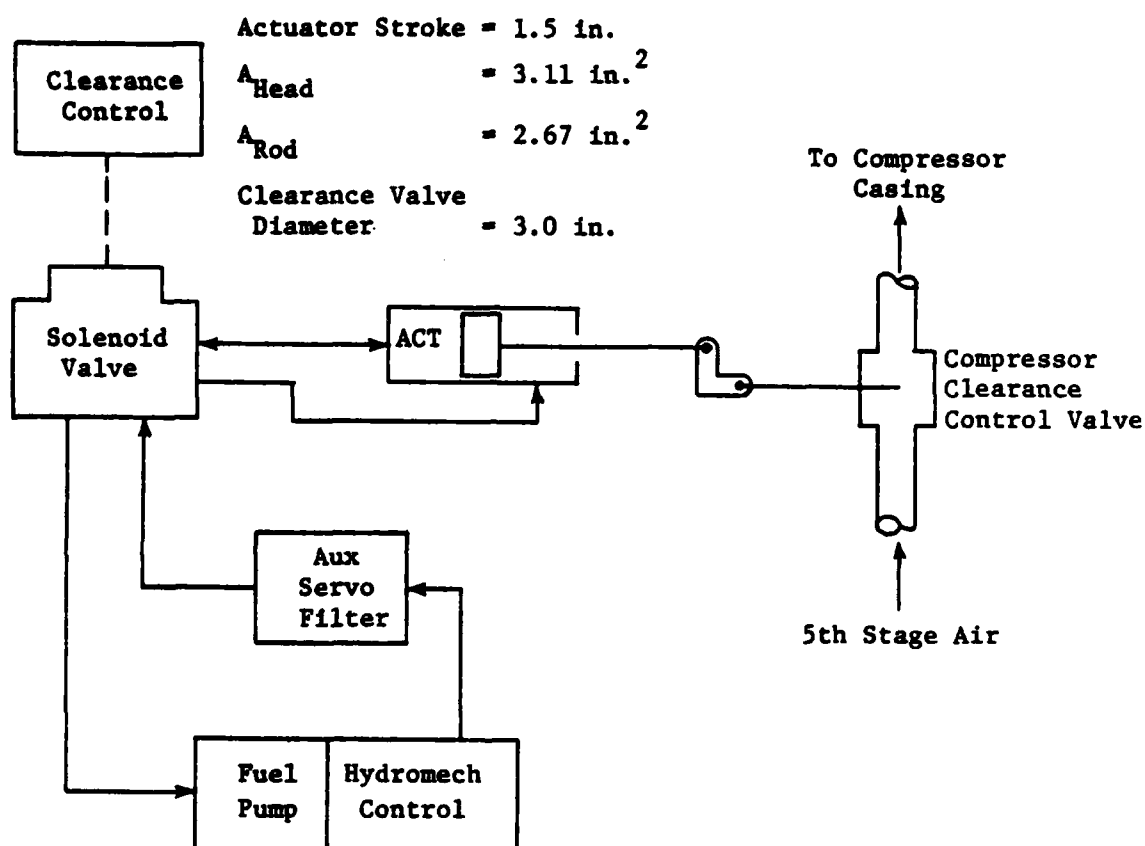 Actuator Stroke = 1.5 in.
A_Head = 3.11 in.²
A_Rod = 2.67 in.²
Clearance Valve
Diameter = 3.0 in.
Clearance
Control
To Compressor
Casing
Solenoid
Valve
ACT
Compressor
Clearance
Control Valve
Aux
Servo
Filter
5th Stage Air
Fuel
Pump
Hydromech
Control